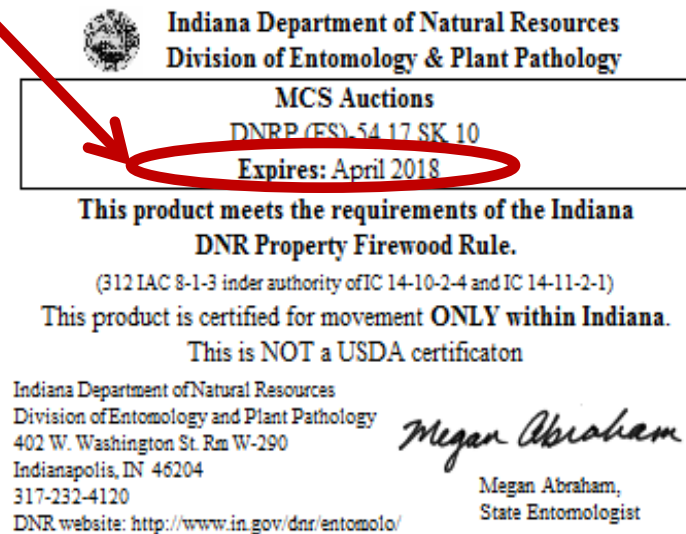 Indiana Department of Natural Resources
Division of Entomology & Plant Pathology
MCS Auctions
DNRP (FS)-54.17 SK 10
Expires: April 2018
This product meets the requirements of the Indiana
DNR Property Firewood Rule.
(312 IAC 8-1-3 inder authority of IC 14-10-2-4 and IC 14-11-2-1)
This product is certified for movement ONLY within Indiana.
This is NOT a USDA certificaton
Indiana Department of Natural Resources
Division of Entomology and Plant Pathology
402 W. Washington St. Rm W-290
Indianapolis, IN 46204
317-232-4120
DNR website: http://www.in.gov/dnr/entomolo/
Megan Abraham
Megan Abraham,
State Entomologist